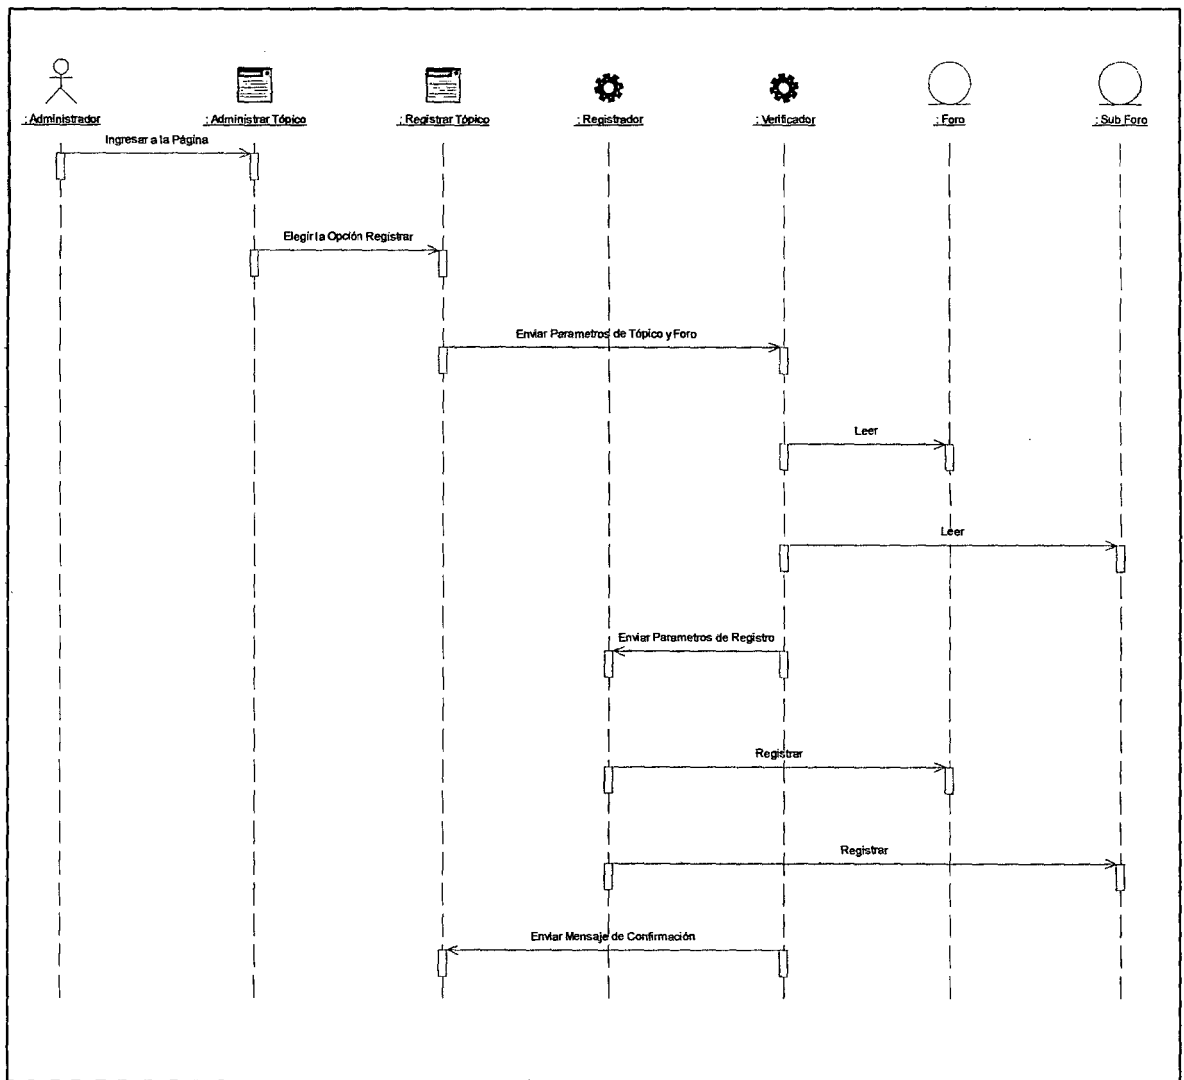 : Administrador
: Administrar Tópico
: Registrar Tópico
: Registrador
: Verificador
: Foro
: Sub Foro
Ingresar a la Página
Elegir la Opción Registrar
Enviar Parametros de Tópico y Foro
Leer
Leer
Enviar Parametros de Registro
Registrar
Registrar
Enviar Mensaje de Confirmación